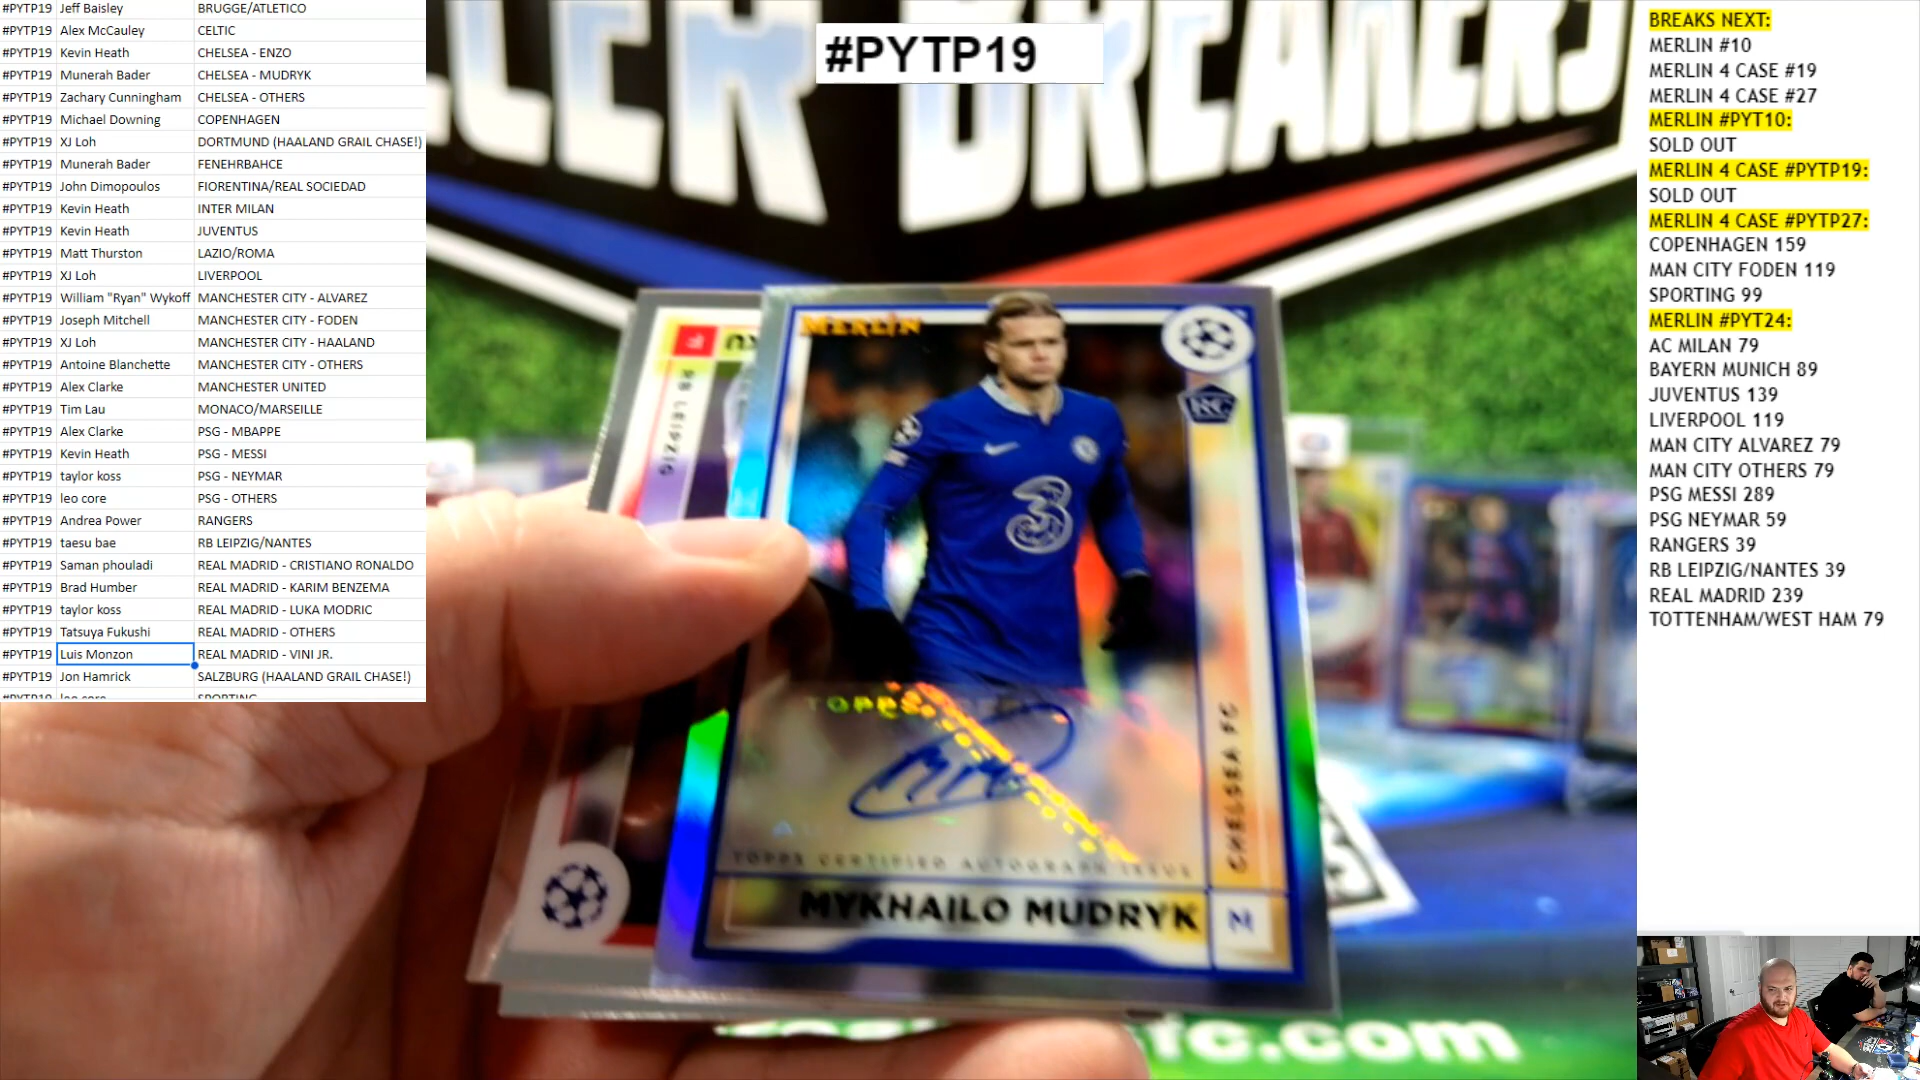 #PYTP19 Jeff Baisley BRUGGE/ATLETICO
#PYTP19 Alex McCauley CELTIC
#PYTP19 Kevin Heath CHELSEA - ENZO
#PYTP19 Munerah Bader CHELSEA - MUDRYK
#PYTP19 Zachary Cunningham CHELSEA - OTHERS
#PYTP19 Michael Downing COPENHAGEN
#PYTP19 XJ Loh DORTMUND (HAALAND GRAIL CHASE!)
#PYTP19 Munerah Bader FENEHRBAHCE
#PYTP19 John Dimopoulos FIORENTINA/REAL SOCIEDAD
#PYTP19 Kevin Heath INTER MILAN
#PYTP19 Kevin Heath JUVENTUS
#PYTP19 Matt Thurston LAZIO/ROMA
#PYTP19 XJ Loh LIVERPOOL
#PYTP19 William "Ryan" Wykoff MANCHESTER CITY - ALVAREZ
#PYTP19 Joseph Mitchell MANCHESTER CITY - FODEN
#PYTP19 XJ Loh MANCHESTER CITY - HAALAND
#PYTP19 Antoine Blanchette MANCHESTER CITY - OTHERS
#PYTP19 Alex Clarke MANCHESTER UNITED
#PYTP19 Tim Lau MONACO/MARSEILLE
#PYTP19 Alex Clarke PSG - MBAPPE
#PYTP19 Kevin Heath PSG - MESSI
#PYTP19 taylor koss PSG - NEYMAR
#PYTP19 leo core PSG - OTHERS
#PYTP19 Andrea Power RANGERS
#PYTP19 taesu bae RB LEIPZIG/NANTES
#PYTP19 Saman phouladi REAL MADRID - CRISTIANO RONALDO
#PYTP19 Brad Humber REAL MADRID - KARIM BENZEMA
#PYTP19 taylor koss REAL MADRID - LUKA MODRIC
#PYTP19 Tatsuya Fukushi REAL MADRID - OTHERS
#PYTP19 Luis Monzon REAL MADRID - VINI JR.
#PYTP19 Jon Hamrick SALZBURG (HAALAND GRAIL CHASE!)
#PYTP19 leo core SPORTING
#PYTP19
BREAKERS
MERLIN
RC
RB LEIPZIG
3
CHELSEA FC
TOPPS CERTIFIED AUTOGRAPH ISSUE
MYKHAILO MUDRYK
M
fc.com
BREAKS NEXT:
MERLIN #10
MERLIN 4 CASE #19
MERLIN 4 CASE #27
MERLIN #PYT10:
SOLD OUT
MERLIN 4 CASE #PYTP19:
SOLD OUT
MERLIN 4 CASE #PYTP27:
COPENHAGEN 159
MAN CITY FODEN 119
SPORTING 99
MERLIN #PYT24:
AC MILAN 79
BAYERN MUNICH 89
JUVENTUS 139
LIVERPOOL 119
MAN CITY ALVAREZ 79
MAN CITY OTHERS 79
PSG MESSI 289
PSG NEYMAR 59
RANGERS 39
RB LEIPZIG/NANTES 39
REAL MADRID 239
TOTTENHAM/WEST HAM 79